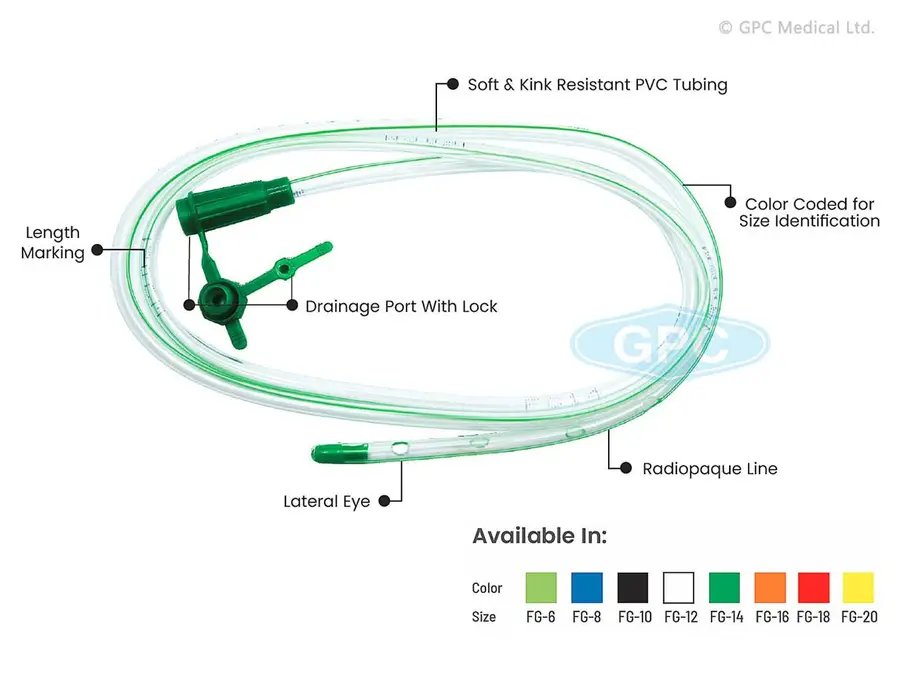 © GPC Medical Ltd.
Soft & Kink Resistant PVC Tubing
Color Coded for
Size Identification
Length
Marking
Drainage Port With Lock
GPC
FG14
Radiopaque Line
Lateral Eye
Available In:
Color
Size FG-6 FG-8 FG-10 FG-12 FG-14 FG-16 FG-18 FG-20